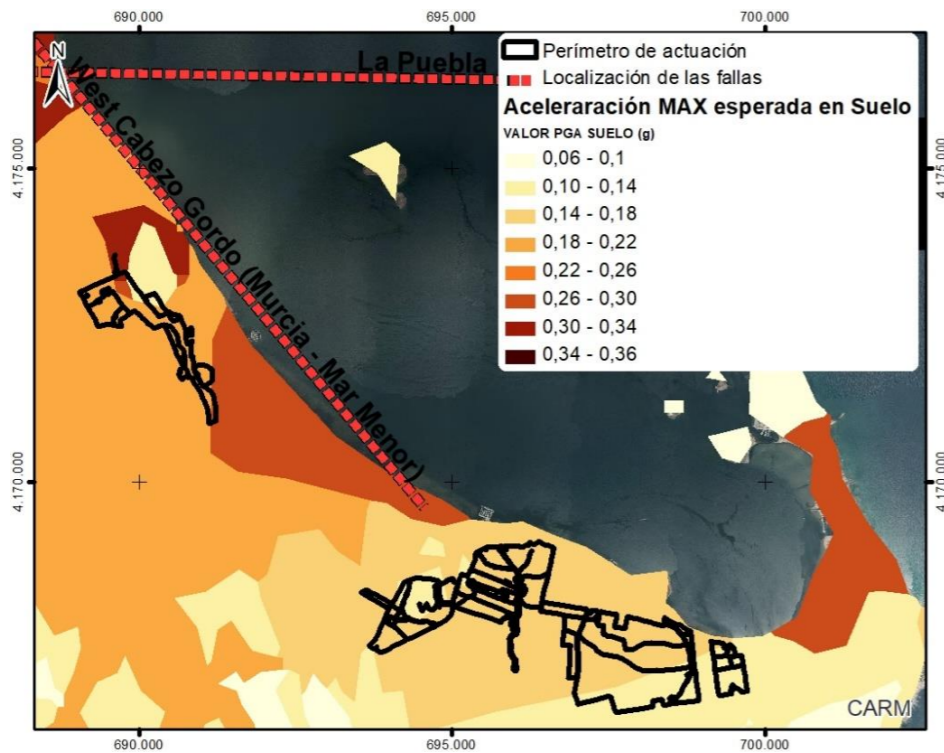 690.000 695.000 700.000
N
La Puebla
West Cabezo Gordo (Murcia - Mar Menor)
Perímetro de actuación
Localización de las fallas
Aceleraración MAX esperada en Suelo
VALOR PGA SUELO (g)
0,06 - 0,1
0,10 - 0,14
0,14 - 0,18
0,18 - 0,22
0,22 - 0,26
0,26 - 0,30
0,30 - 0,34
0,34 - 0,36
4.175.000 4.175.000
4.170.000 4.170.000
CARM
690.000 695.000 700.000